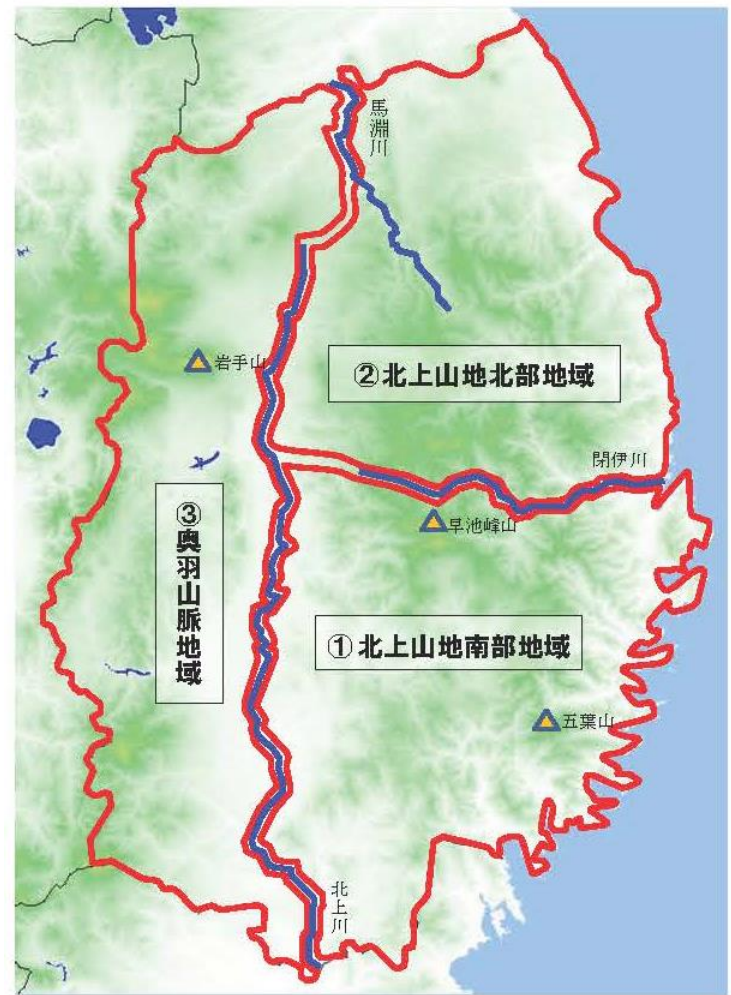 馬淵川
岩手山
②北上山地北部地域
閉伊川
早池峰山
③奥羽山脈地域
①北上山地南部地域
五葉山
北上川